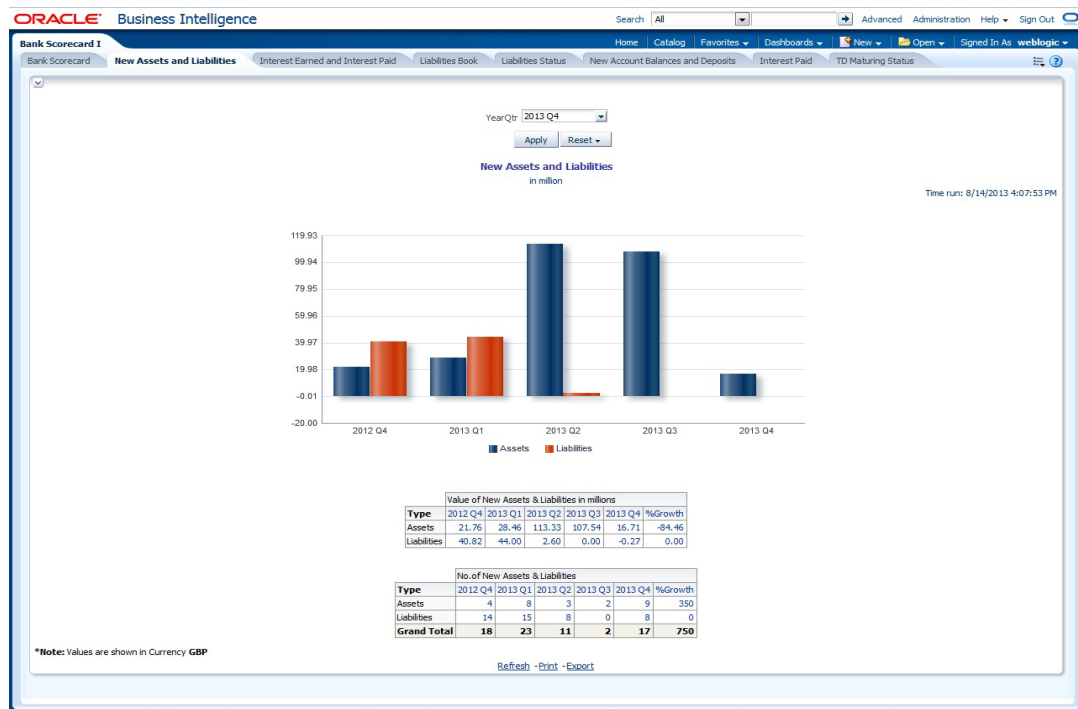 ORACLE Business Intelligence
Search All Advanced Administration Help Sign Out
Bank Scorecard I
Home Catalog Favorites Dashboards New Open Signed In As weblogic
Bank Scorecard New Assets and Liabilities Interest Earned and Interest Paid Liabilities Book Liabilities Status New Account Balances and Deposits Interest Paid TD Maturing Status
YearQtr 2013 Q4
Apply Reset
New Assets and Liabilities
in million
Time run: 8/14/2013 4:07:53 PM
119.93
99.94
79.95
59.96
39.97
19.98
-0.01
-20.00
2012 Q4 2013 Q1 2013 Q2 2013 Q3 2013 Q4
Assets Liabilities
Value of New Assets & Liabilities in millions
Type 2012 Q4 2013 Q1 2013 Q2 2013 Q3 2013 Q4 %Growth
Assets 21.76 28.46 113.33 107.54 16.71 -84.46
Liabilities 40.82 44.00 2.60 0.00 -0.27 0.00
No.of New Assets & Liabilities
Type 2012 Q4 2013 Q1 2013 Q2 2013 Q3 2013 Q4 %Growth
Assets 4 8 3 2 9 350
Liabilities 14 15 8 0 8 0
Grand Total 18 23 11 2 17 750
*Note: Values are shown in Currency GBP
Refresh - Print - Export